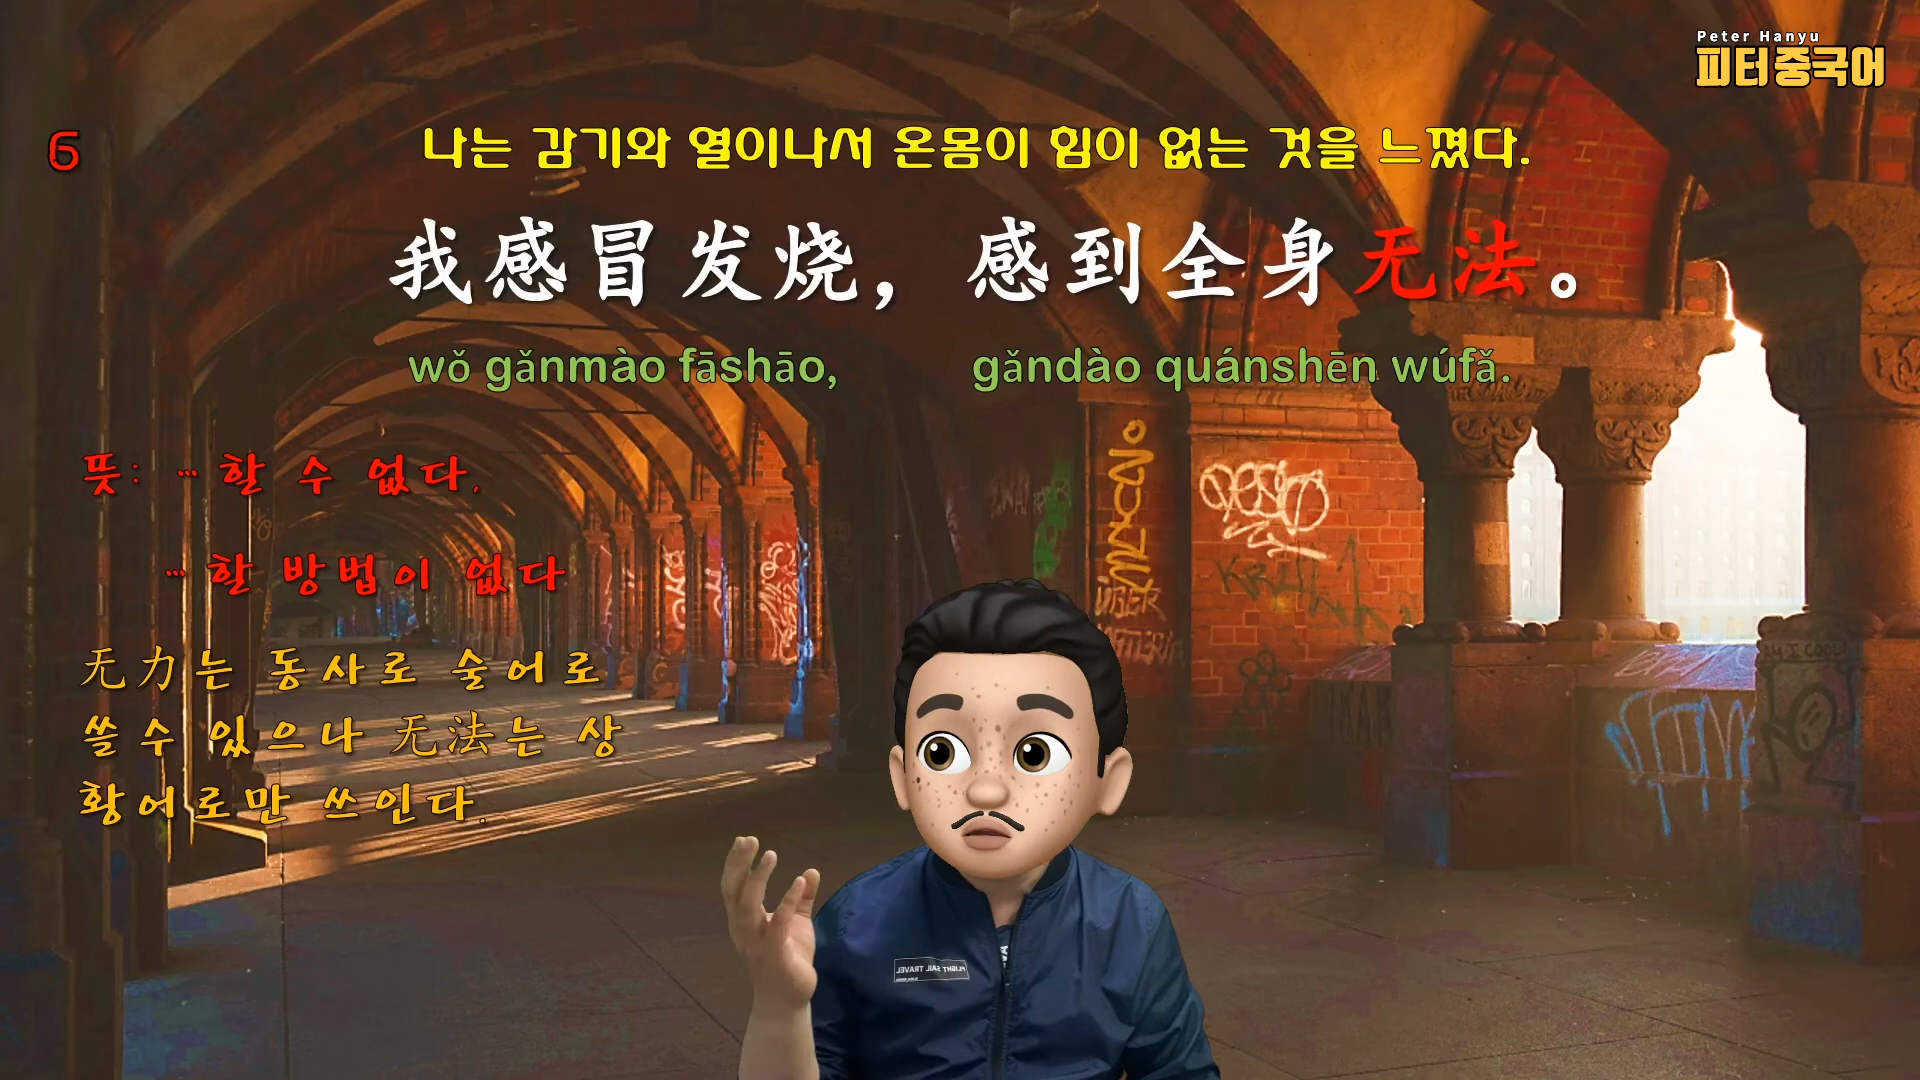 Peter Hanyu
피터 중국어
6
나는 감기와 열이나서 온몸이 힘이 없는 것을 느꼈다.
我感冒发烧，感到全身无法。
wǒ gǎnmào fāshāo, gǎndào quánshēn wúfǎ.
뜻: …할 수 없다.
…할 방법이 없다
无力는 동사로 술어로
쓸 수 있으나 无法는 상
황어로만 쓰인다.
FLIGHT SAIL TRAVEL